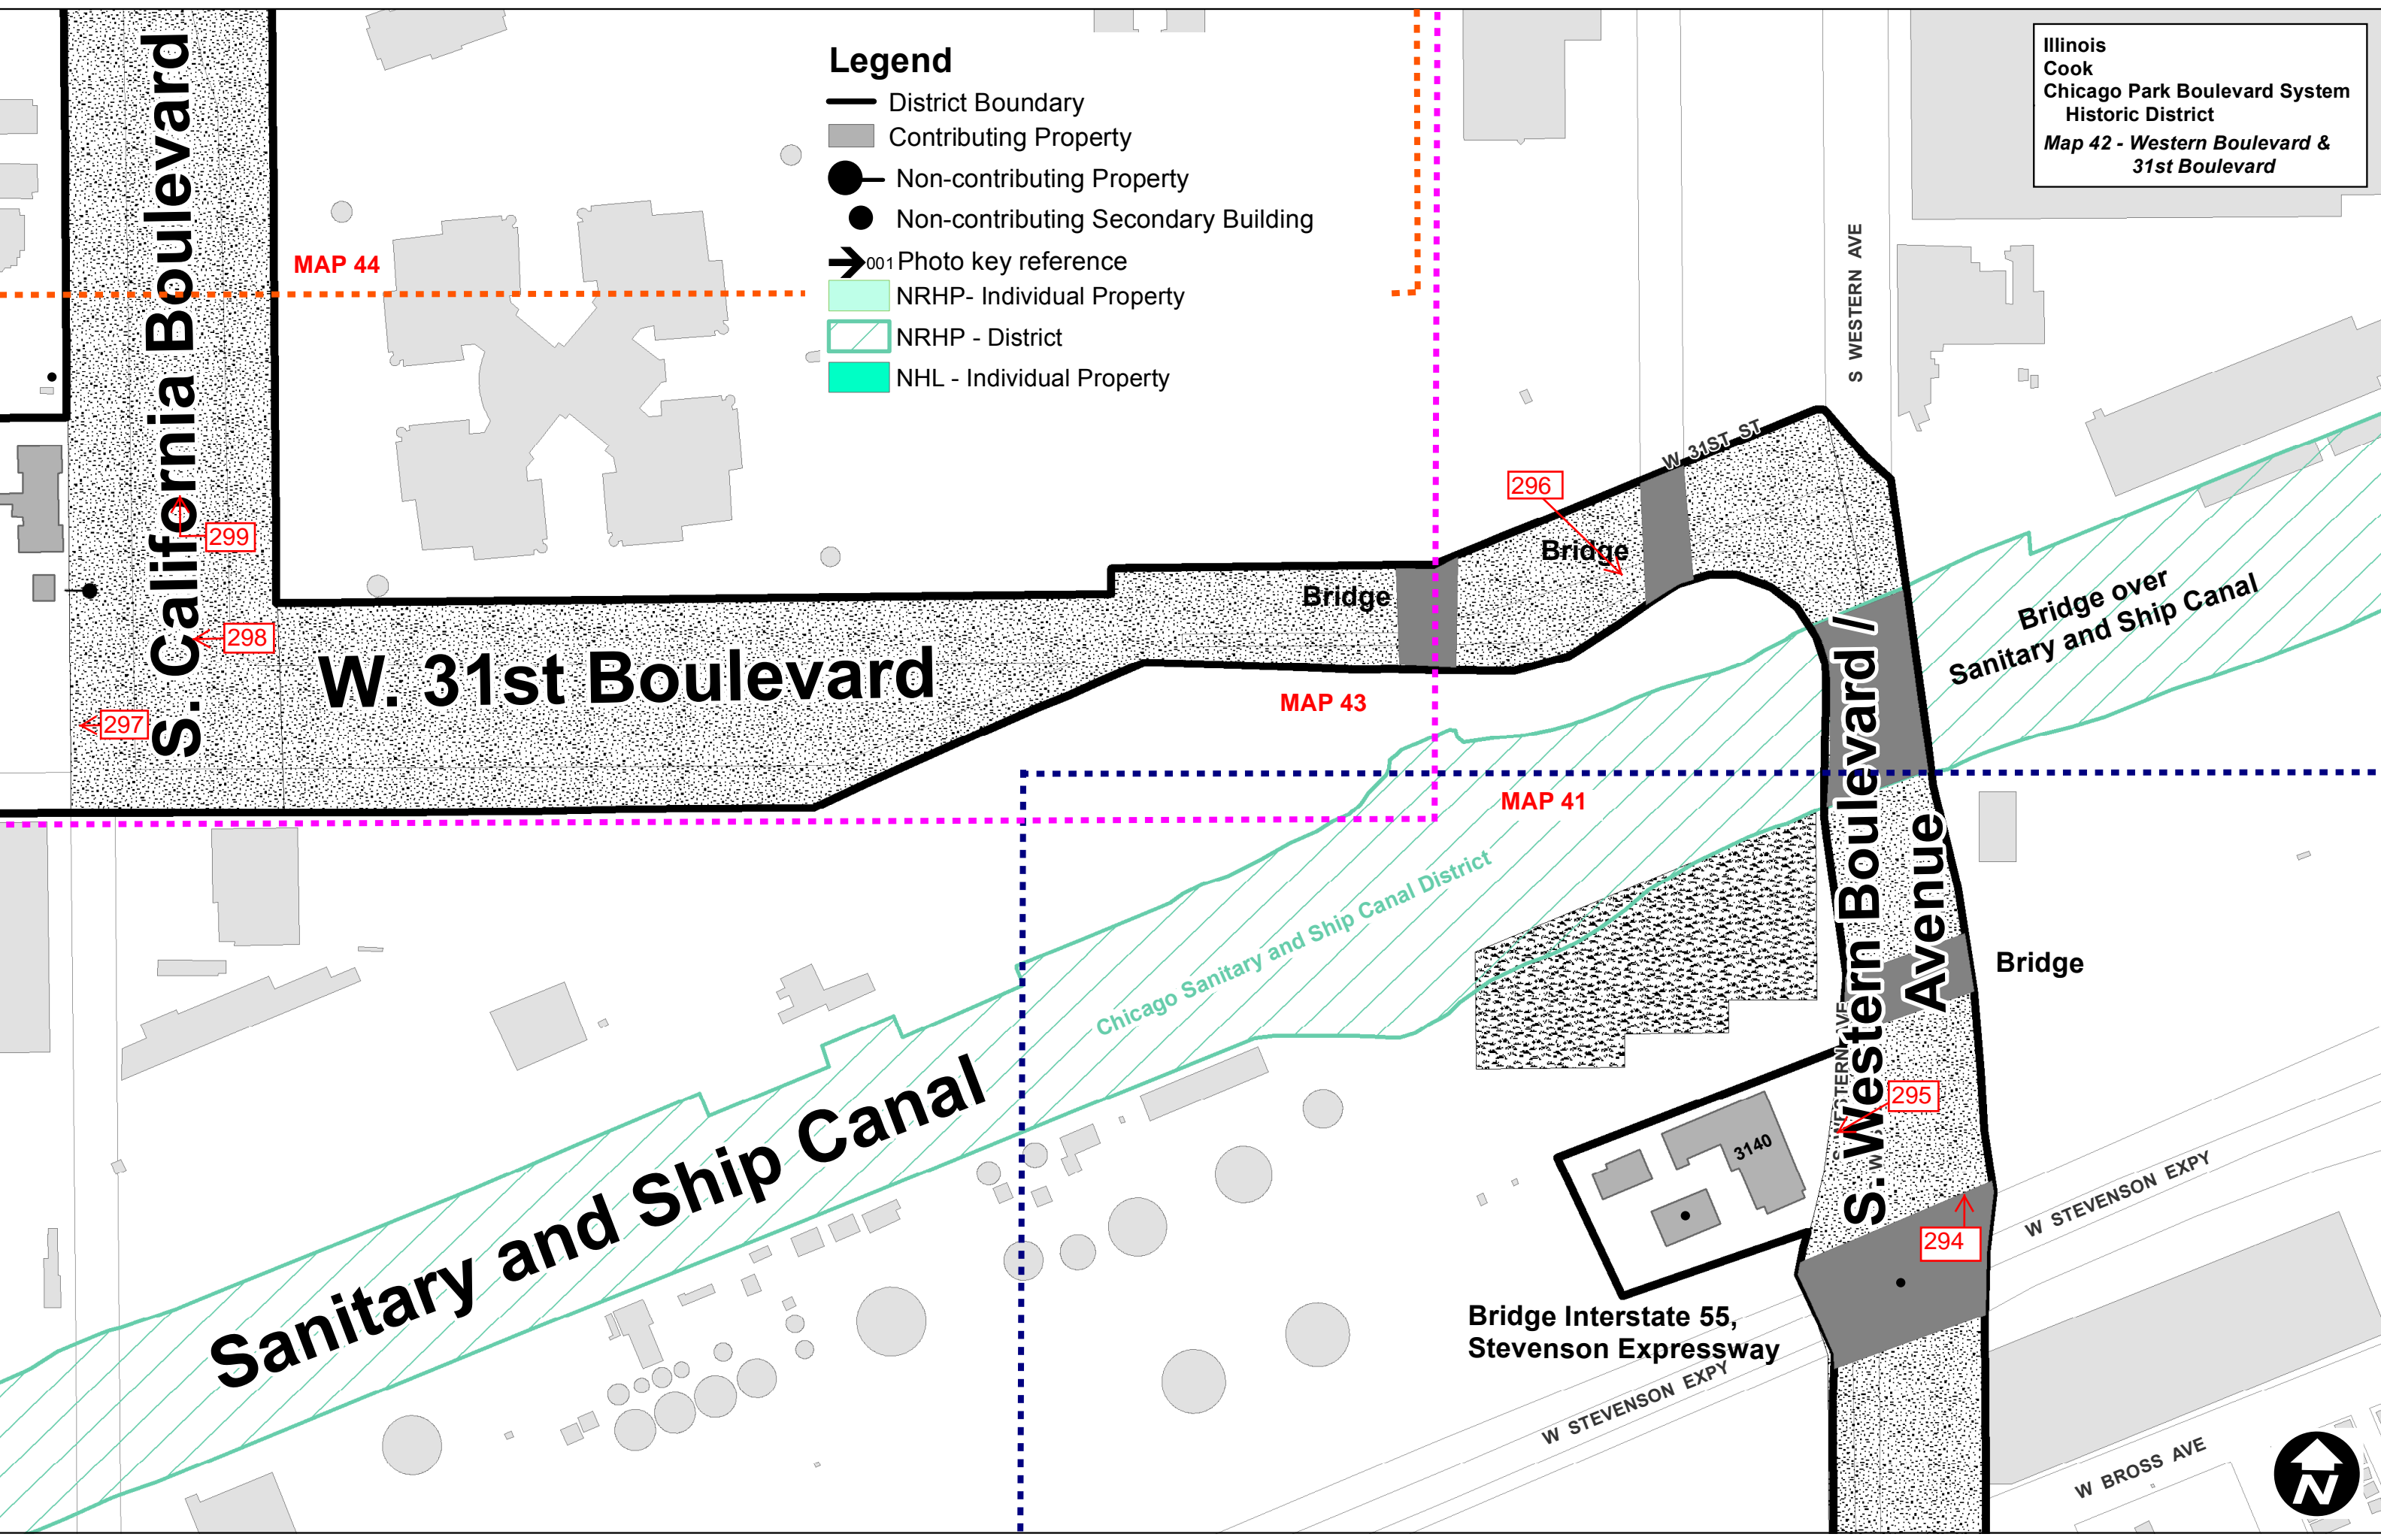 Illinois
Cook
Chicago Park Boulevard System
Historic District
Map 42 - Western Boulevard &
31st Boulevard
Legend
District Boundary
Contributing Property
Non-contributing Property
Non-contributing Secondary Building
001 Photo key reference
NRHP- Individual Property
NRHP - District
NHL - Individual Property
S. California Boulevard
MAP 44
S WESTERN AVE
W 31ST ST
296
Bridge
299
Bridge
Bridge over
Sanitary and Ship Canal
298
W. 31st Boulevard
297
MAP 43
MAP 41
S. Western Boulevard /
Avenue
Chicago Sanitary and Ship Canal District
Bridge
S WESTERN AVE
295
3140
Sanitary and Ship Canal
294
W STEVENSON EXPY
Bridge Interstate 55,
Stevenson Expressway
W STEVENSON EXPY
W BROSS AVE
N